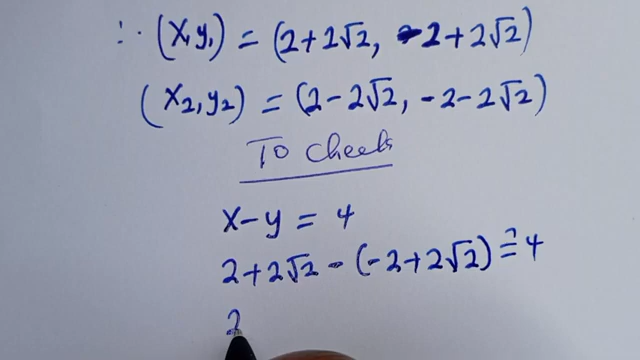 ∴ (x,y₁) = (2+2√2, -2+2√2)
(x₂,y₂) = (2-2√2, -2-2√2)
To check
x-y = 4
2+2√2 - (-2+2√2) ≟ 4
2